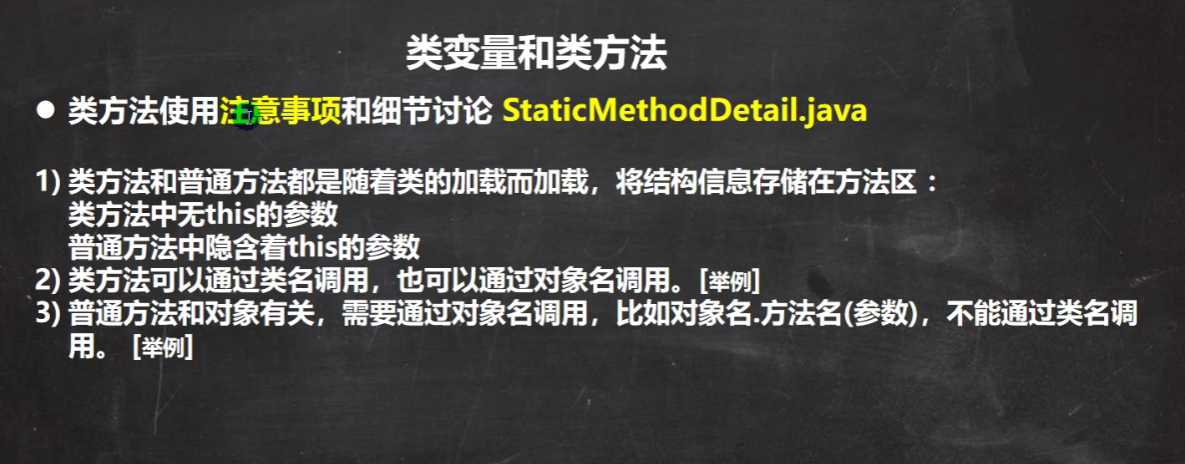 类变量和类方法
● 类方法使用注意事项和细节讨论 StaticMethodDetail.java
1) 类方法和普通方法都是随着类的加载而加载，将结构信息存储在方法区：
类方法中无this的参数
普通方法中隐含着this的参数
2) 类方法可以通过类名调用，也可以通过对象名调用。[举例]
3) 普通方法和对象有关，需要通过对象名调用，比如对象名.方法名(参数)，不能通过类名调
用。 [举例]